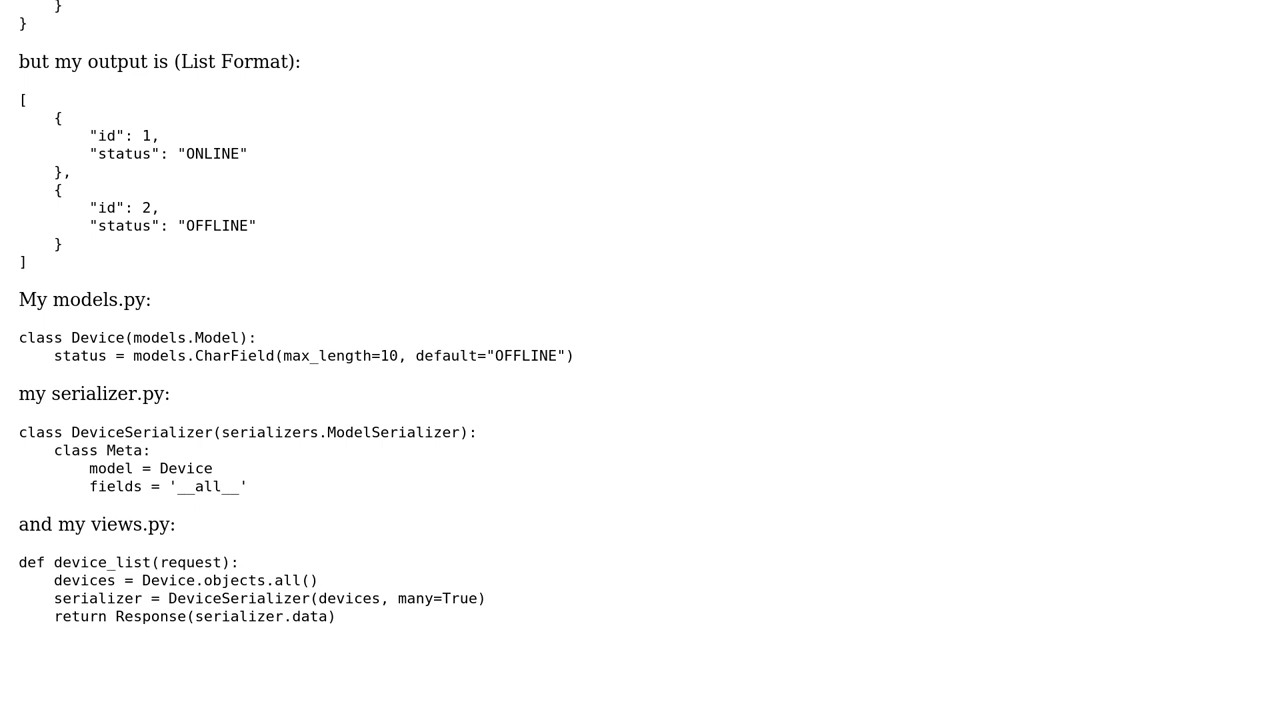 }
}
but my output is (List Format):
[
    {
        "id": 1,
        "status": "ONLINE"
    },
    {
        "id": 2,
        "status": "OFFLINE"
    }
]
My models.py:
class Device(models.Model):
    status = models.CharField(max_length=10, default="OFFLINE")
my serializer.py:
class DeviceSerializer(serializers.ModelSerializer):
    class Meta:
        model = Device
        fields = '__all__'
and my views.py:
def device_list(request):
    devices = Device.objects.all()
    serializer = DeviceSerializer(devices, many=True)
    return Response(serializer.data)